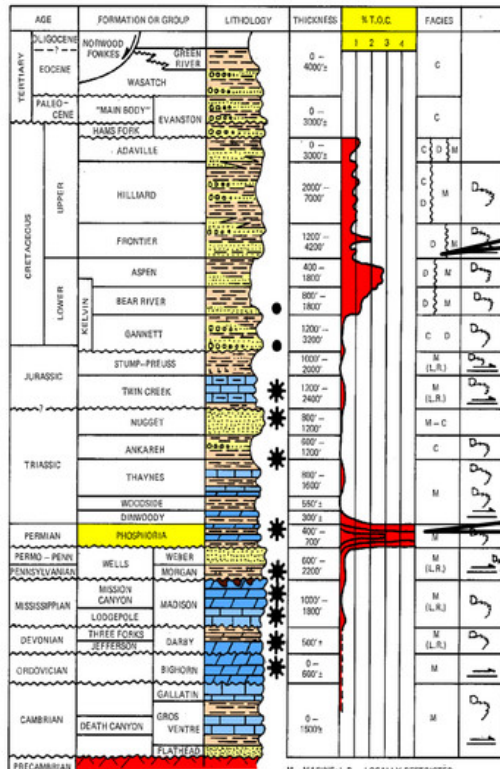 AGE FORMATION OR GROUP LITHOLOGY THICKNESS % T.O.C. FACIES
1 2 3 4
TERTIARY
OLIGOCENE
?
EOCENE
NORWOOD
FOWKES
GREEN
RIVER
WASATCH
0 –
4000'±
C
PALEO-
CENE
"MAIN BODY"
HAMS FORK
EVANSTON
0 –
3000'±
C
CRETACEOUS
UPPER
ADAVILLE
0 –
3000'±
C D M
HILLIARD
2000' –
7000'
C
D
M
FRONTIER
1200' –
4200'
D M
LOWER
ASPEN
400 –
1800'
D M
KELVIN
BEAR RIVER
800' –
1800'
D M
GANNETT
1200' –
3200'
C D
JURASSIC
STUMP–PREUSS
1000' –
2000'
M
(L.R.)
TWIN CREEK
1200' –
2400'
M
(L.R.)
?
TRIASSIC
NUGGET
800' –
1200'
M – C
ANKAREH
600' –
1200'
C
THAYNES
800' –
1600'
M
WOODSIDE
550'±
DINWOODY
300'±
PERMIAN
PHOSPHORIA
400' –
700'
M
PERMO – PENN
PENNSYLVANIAN
WELLS
WEBER
MORGAN
600' –
2200'
M
(L.R.)
MISSISSIPPIAN
MISSION
CANYON
LODGEPOLE
MADISON
1000' –
1800'
M
(L.R.)
DEVONIAN
THREE FORKS
JEFFERSON
DARBY
500'±
M
(L.R.)
ORDOVICIAN
BIGHORN
0 –
600'±
M
CAMBRIAN
GALLATIN
DEATH CANYON
GROS
VENTRE
FLATHEAD
0 –
1500'±
M
PRECAMBRIAN